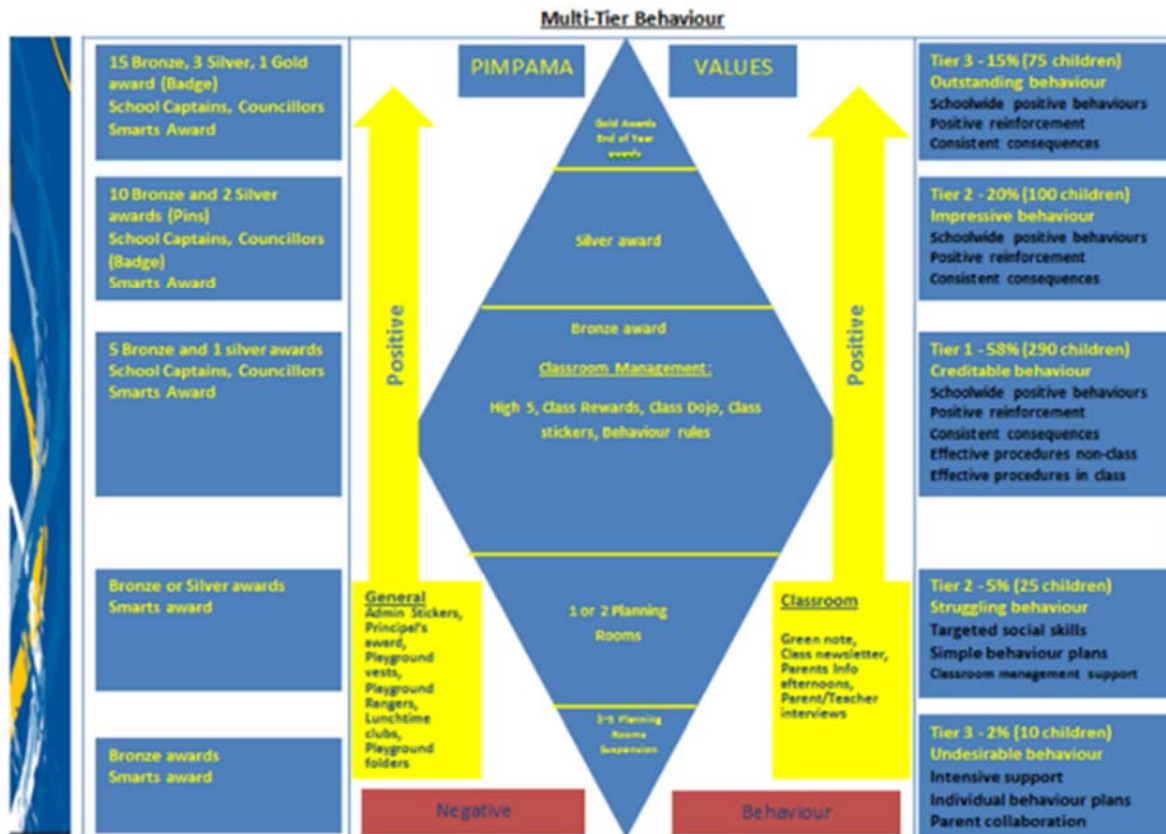 Multi-Tier Behaviour
15 Bronze, 3 Silver, 1 Gold
award (Badge)
School Captains, Councillors
Smarts Award
10 Bronze and 2 Silver
awards (Pins)
School Captains, Councillors
(Badge)
Smarts Award
5 Bronze and 1 silver awards
School Captains, Councillors
Smarts Award
Bronze or Silver awards
Smarts award
Bronze awards
Smarts award
Positive
General
Admin Stickers,
Principal's
award,
Playground
vests,
Playground
Rangers,
Lunchtime
clubs,
Playground
folders
PIMPAMA
VALUES
Gold Awards
End of Year
awards
Silver award
Bronze award
Classroom Management:
High 5, Class Rewards, Class Dojo, Class
stickers, Behaviour rules
1 or 2 Planning
Rooms
3-5 Planning
Rooms
Suspension
Negative
Behaviour
Positive
Classroom
Green note,
Class newsletter,
Parents Info
afternoons,
Parent/Teacher
interviews
Tier 3 - 15% (75 children)
Outstanding behaviour
Schoolwide positive behaviours
Positive reinforcement
Consistent consequences
Tier 2 - 20% (100 children)
Impressive behaviour
Schoolwide positive behaviours
Positive reinforcement
Consistent consequences
Tier 1 - 58% (290 children)
Creditable behaviour
Schoolwide positive behaviours
Positive reinforcement
Consistent consequences
Effective procedures non-class
Effective procedures in class
Tier 2 - 5% (25 children)
Struggling behaviour
Targeted social skills
Simple behaviour plans
Classroom management support
Tier 3 - 2% (10 children)
Undesirable behaviour
Intensive support
Individual behaviour plans
Parent collaboration